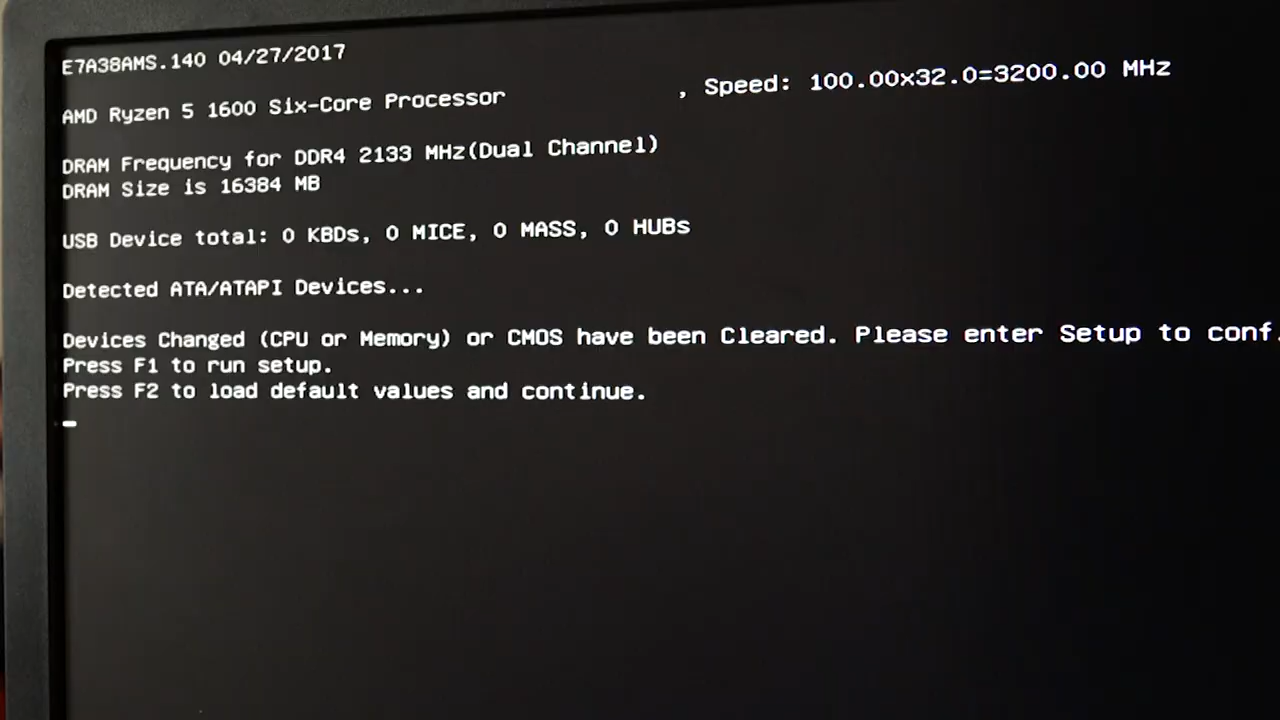 E7A38AMS.140 04/27/2017
AMD Ryzen 5 1600 Six-Core Processor , Speed: 100.00x32.0=3200.00 MHz
DRAM Frequency for DDR4 2133 MHz(Dual Channel)
DRAM Size is 16384 MB
USB Device total: 0 KBDs, 0 MICE, 0 MASS, 0 HUBs
Detected ATA/ATAPI Devices...
Devices Changed (CPU or Memory) or CMOS have been Cleared. Please enter Setup to conf
Press F1 to run setup.
Press F2 to load default values and continue.